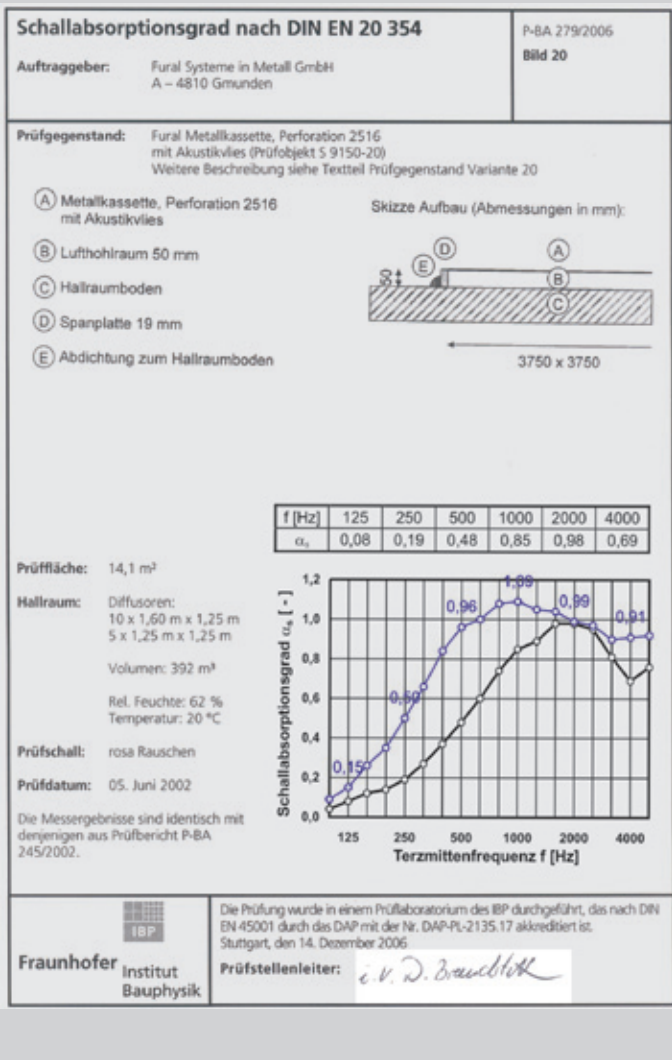 Schallabsorptionsgrad nach DIN EN 20 354
P-BA 279/2006
Bild 20
Auftraggeber: Fural Systeme in Metall GmbH
A – 4810 Gmunden
Prüfgegenstand: Fural Metallkassette, Perforation 2516
mit Akustikvlies (Prüfobjekt S 9150-20)
Weitere Beschreibung siehe Textteil Prüfgegenstand Variante 20
A Metallkassette, Perforation 2516
mit Akustikvlies
B Lufthohlraum 50 mm
C Hallraumboden
D Spanplatte 19 mm
E Abdichtung zum Hallraumboden
Skizze Aufbau (Abmessungen in mm):
D A
E B
50 C
3750 x 3750
f [Hz] 125 250 500 1000 2000 4000
αs 0,08 0,19 0,48 0,85 0,98 0,69
Prüffläche: 14,1 m²
Hallraum: Diffusoren:
10 x 1,60 m x 1,25 m
5 x 1,25 m x 1,25 m
Volumen: 392 m³
Rel. Feuchte: 62 %
Temperatur: 20 °C
Prüfschall: rosa Rauschen
Prüfdatum: 05. Juni 2002
Die Messergebnisse sind identisch mit
denjenigen aus Prüfbericht P-BA
245/2002.
Schallabsorptionsgrad αs [ - ]
1,2
1,0
0,8
0,6
0,4
0,2
0,0
0,15 0,50 0,96 1,09 0,99 0,91
125 250 500 1000 2000 4000
Terzmittenfrequenz f [Hz]
IBP
Fraunhofer Institut
Bauphysik
Die Prüfung wurde in einem Prüflaboratorium des IBP durchgeführt, das nach DIN
EN 45001 durch das DAP mit der Nr. DAP-PL-2135.17 akkreditiert ist.
Stuttgart, den 14. Dezember 2006
Prüfstellenleiter: i.V. D.